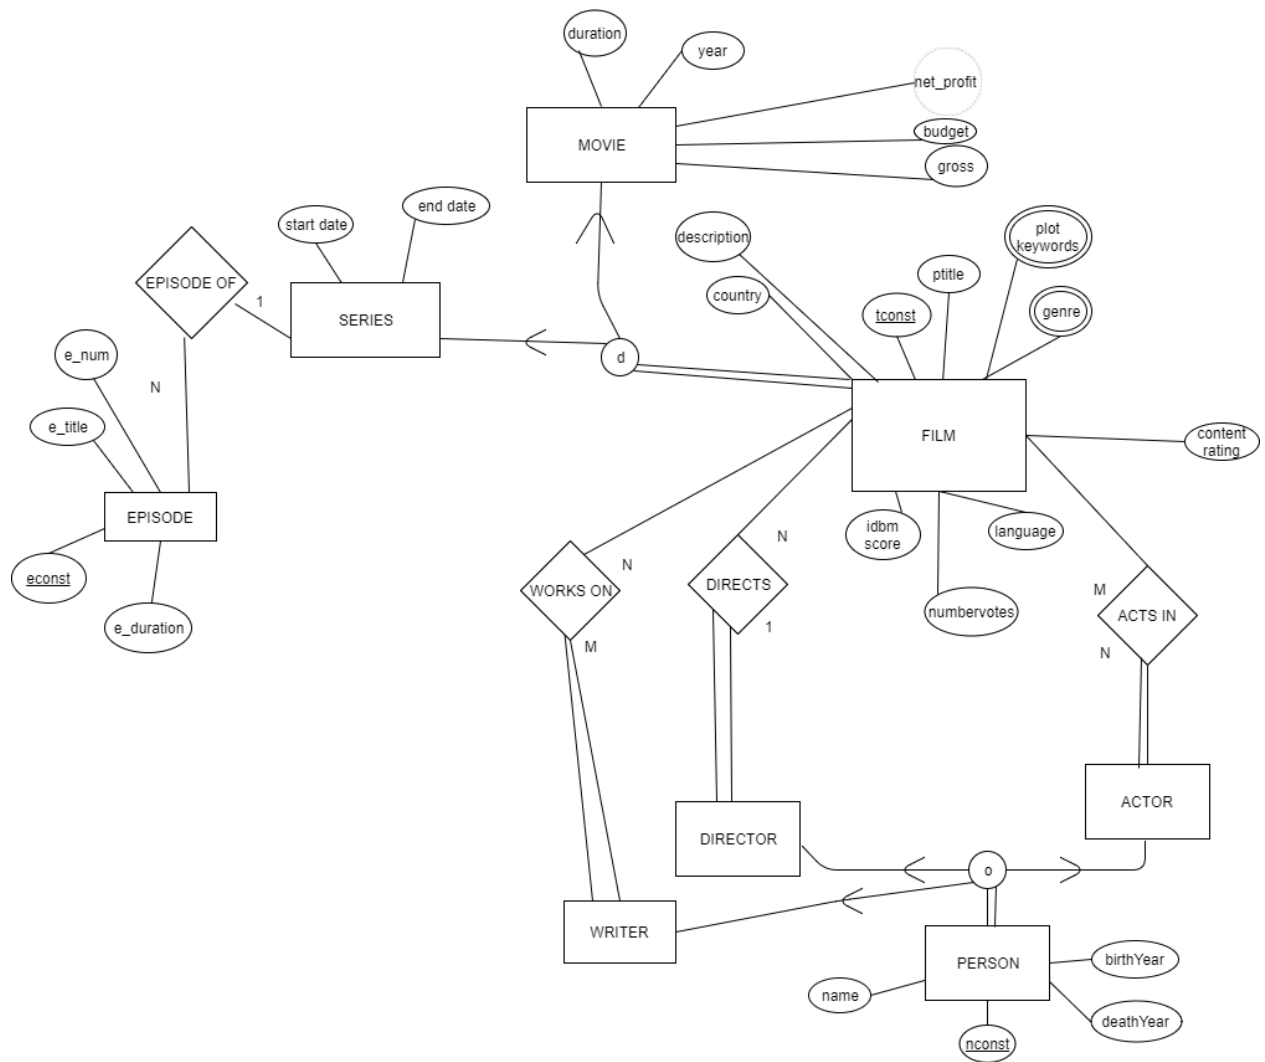 duration
year
net_profit
MOVIE
budget
gross
start date
end date
description
plot
keywords
EPISODE OF
ptitle
country
1
tconst
genre
SERIES
e_num
d
N
e_title
FILM
content
rating
EPISODE
idbm
score
language
N
econst
N
WORKS ON
DIRECTS
M
numbervotes
ACTS IN
e_duration
1
M
N
ACTOR
DIRECTOR
o
WRITER
PERSON
birthYear
name
deathYear
nconst